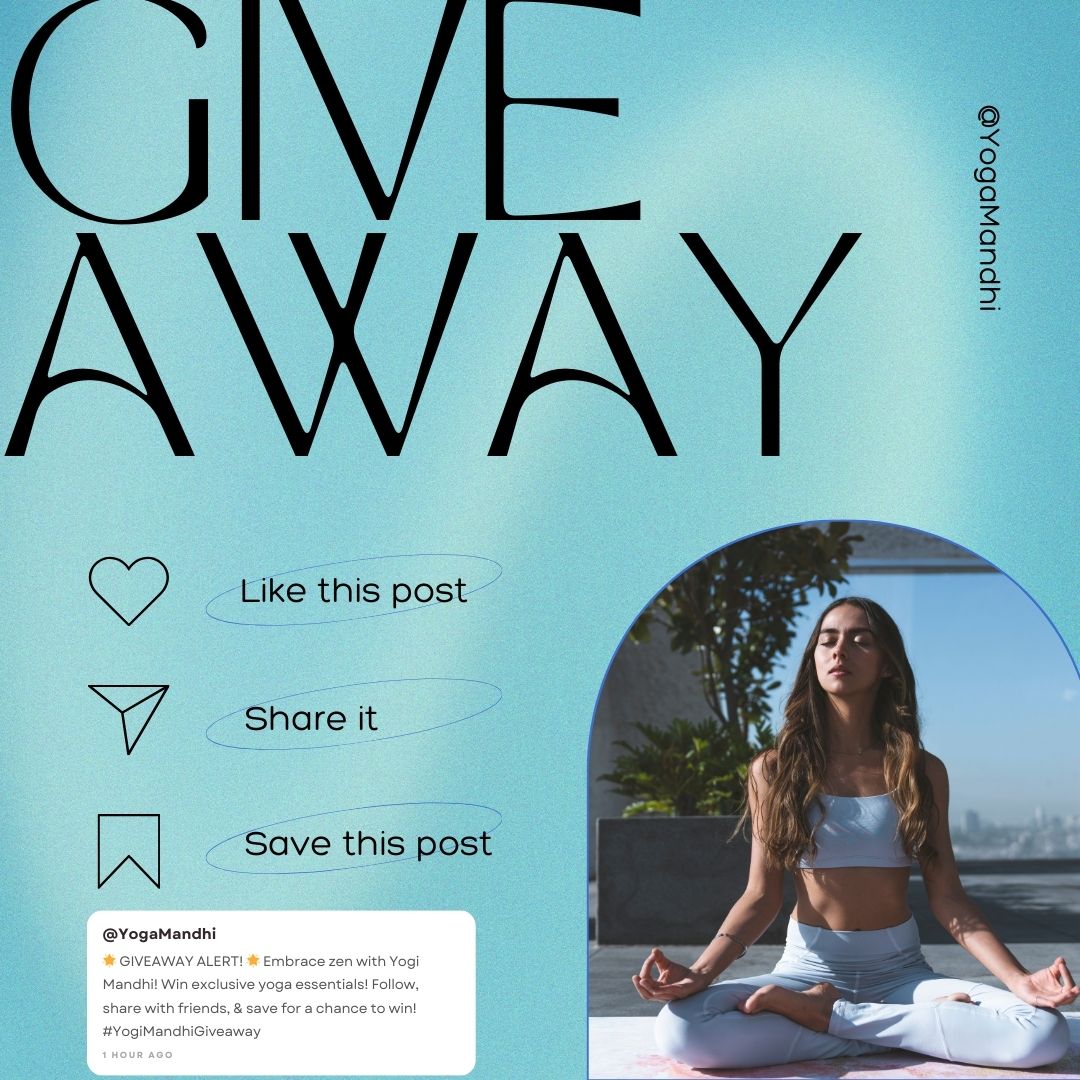 GIVE
AWAY
@YogaMandhi
Like this post
Share it
Save this post
@YogaMandhi
🌟 GIVEAWAY ALERT! 🌟 Embrace zen with Yogi
Mandhi! Win exclusive yoga essentials! Follow,
share with friends, & save for a chance to win!
#YogiMandhiGiveaway
1 HOUR AGO